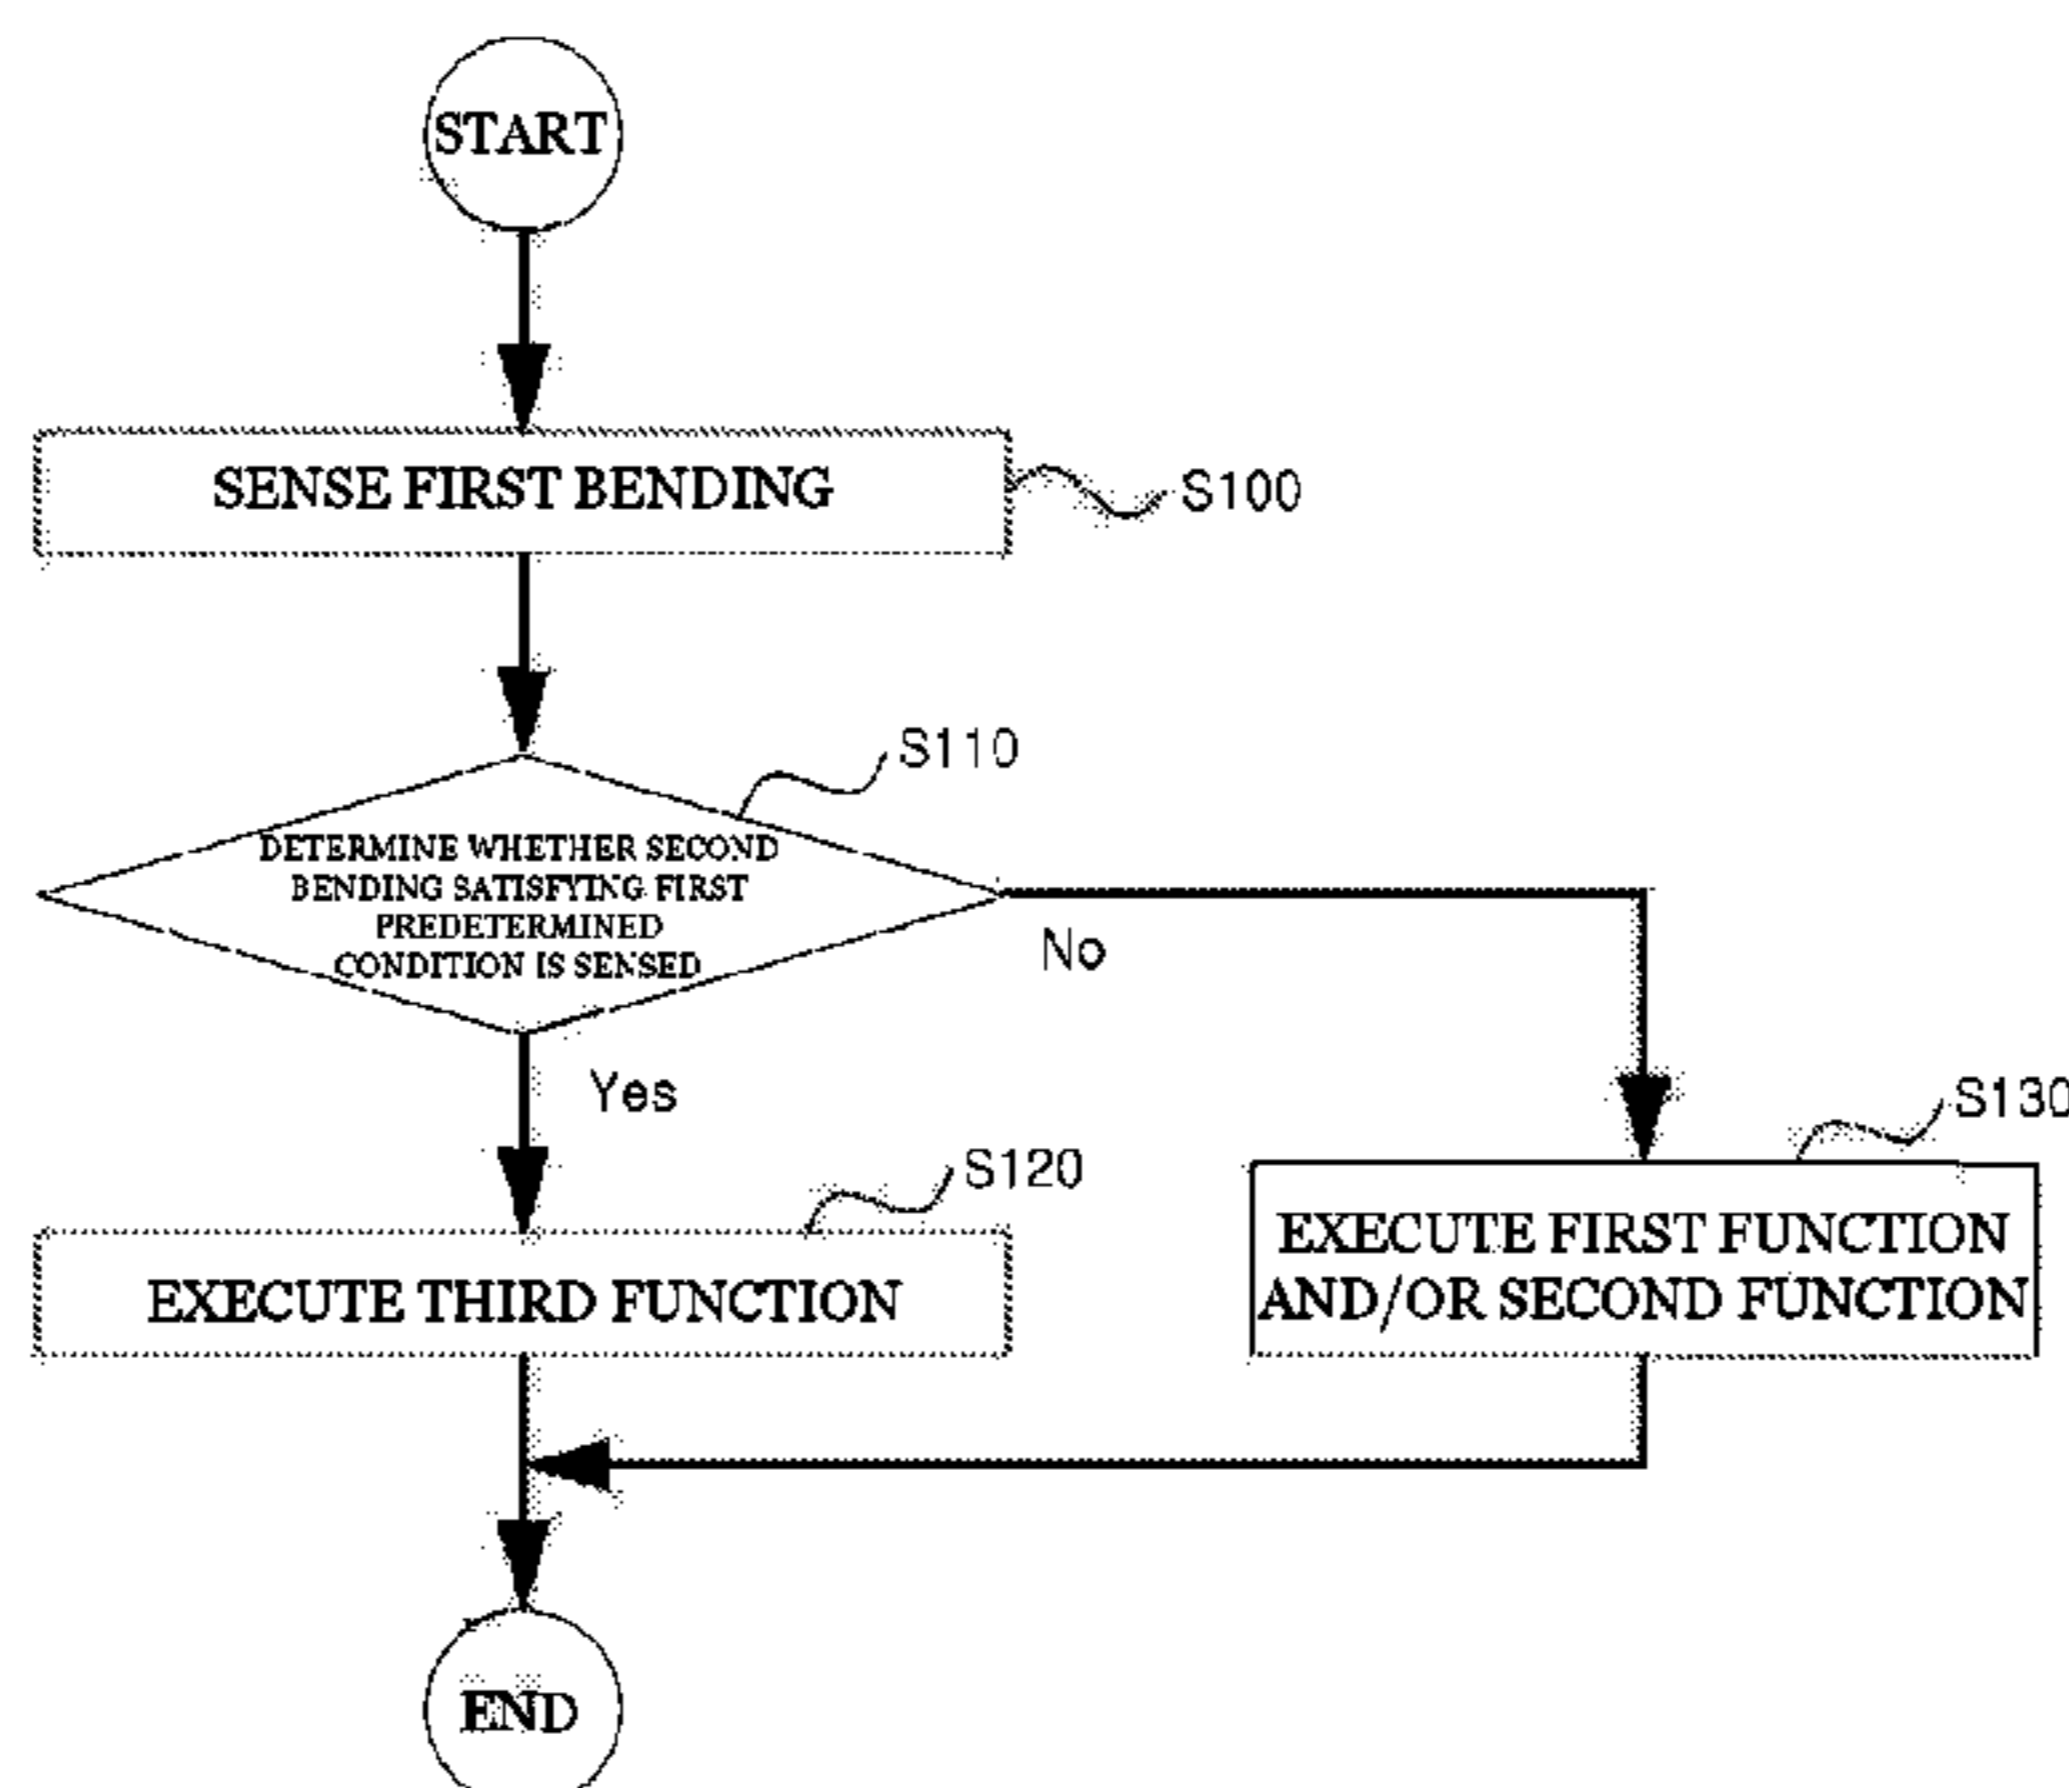 START
SENSE FIRST BENDING
S100
S110
DETERMINE WHETHER SECOND
BENDING SATISFYING FIRST
PREDETERMINED
CONDITION IS SENSED
No
Yes
S120
S130
EXECUTE THIRD FUNCTION
EXECUTE FIRST FUNCTION
AND/OR SECOND FUNCTION
END